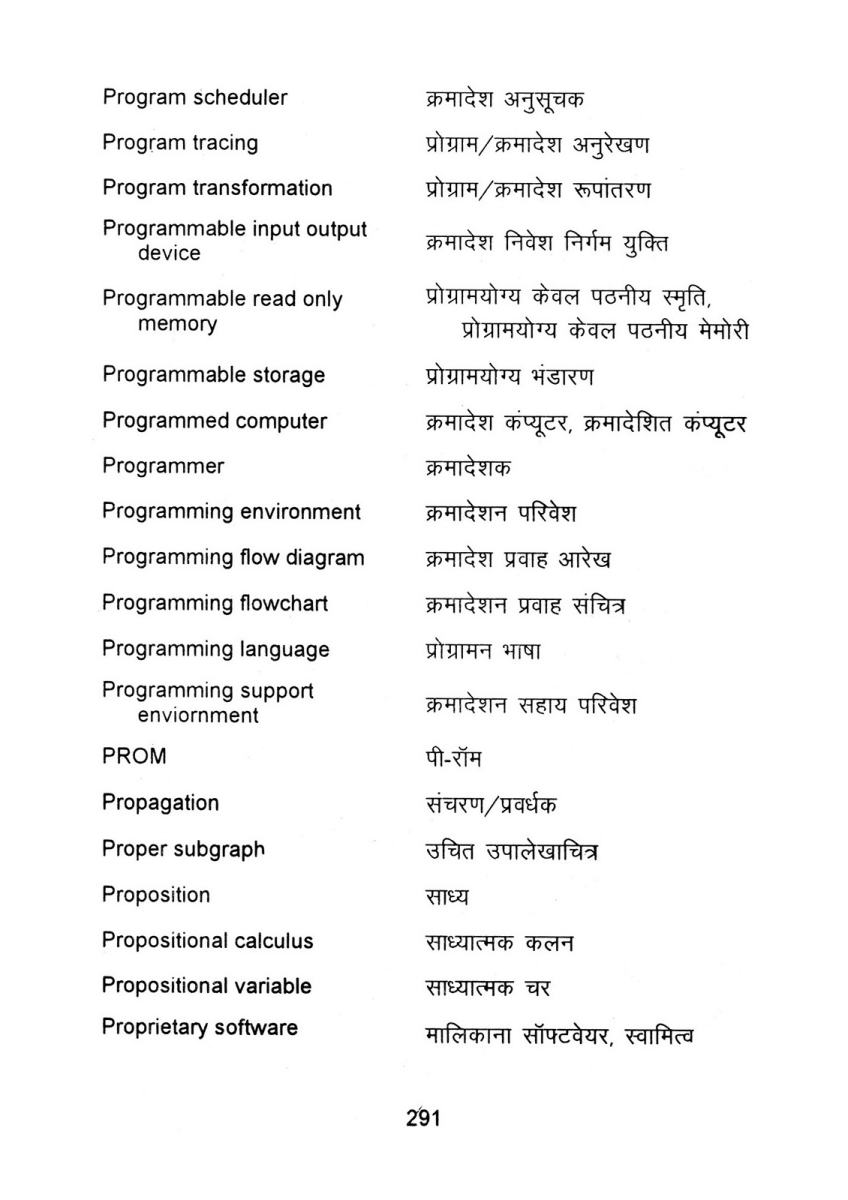 Program scheduler क्रमादेश अनुसूचक
Program tracing प्रोग्राम/क्रमादेश अनुरेखण
Program transformation प्रोग्राम/क्रमादेश रूपांतरण
Programmable input output
device क्रमादेश निवेश निर्गम युक्ति
Programmable read only प्रोग्रामयोग्य केवल पठनीय स्मृति,
memory प्रोग्रामयोग्य केवल पठनीय मेमोरी
Programmable storage प्रोग्रामयोग्य भंडारण
Programmed computer क्रमादेश कंप्यूटर, क्रमादेशित कंप्यूटर
Programmer क्रमादेशक
Programming environment क्रमादेशन परिवेश
Programming flow diagram क्रमादेश प्रवाह आरेख
Programming flowchart क्रमादेशन प्रवाह संचित्र
Programming language प्रोग्रामन भाषा
Programming support
enviornment क्रमादेशन सहाय परिवेश
PROM पी-रॉम
Propagation संचरण/प्रवर्धक
Proper subgraph उचित उपालेखाचित्र
Proposition साध्य
Propositional calculus साध्यात्मक कलन
Propositional variable साध्यात्मक चर
Proprietary software मालिकाना सॉफ्टवेयर, स्वामित्व
291